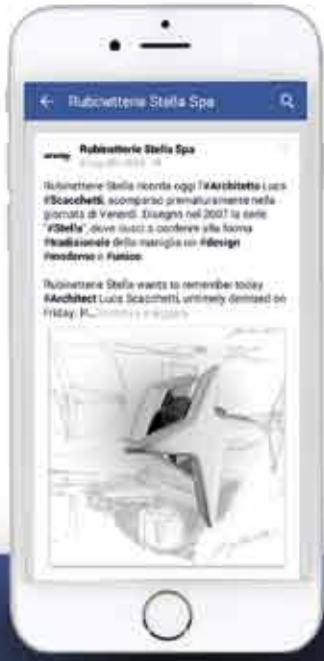 Rubinetterie Stella Spa
Rubinetterie Stella Spa
Rubinetterie Stella ricorda oggi l'#Architetto Luca
#Scacchetti, scomparso prematuramente nella
giornata di Venerdì. Disegnò nel 2007 la serie
"#Stella", dove riuscì a conferire alla forma
#tradizionale della maniglia un #design
#moderno e #unico.
Rubinetterie Stella wants to remember today
#Architect Luca Scacchetti, untimely demised on
Friday.